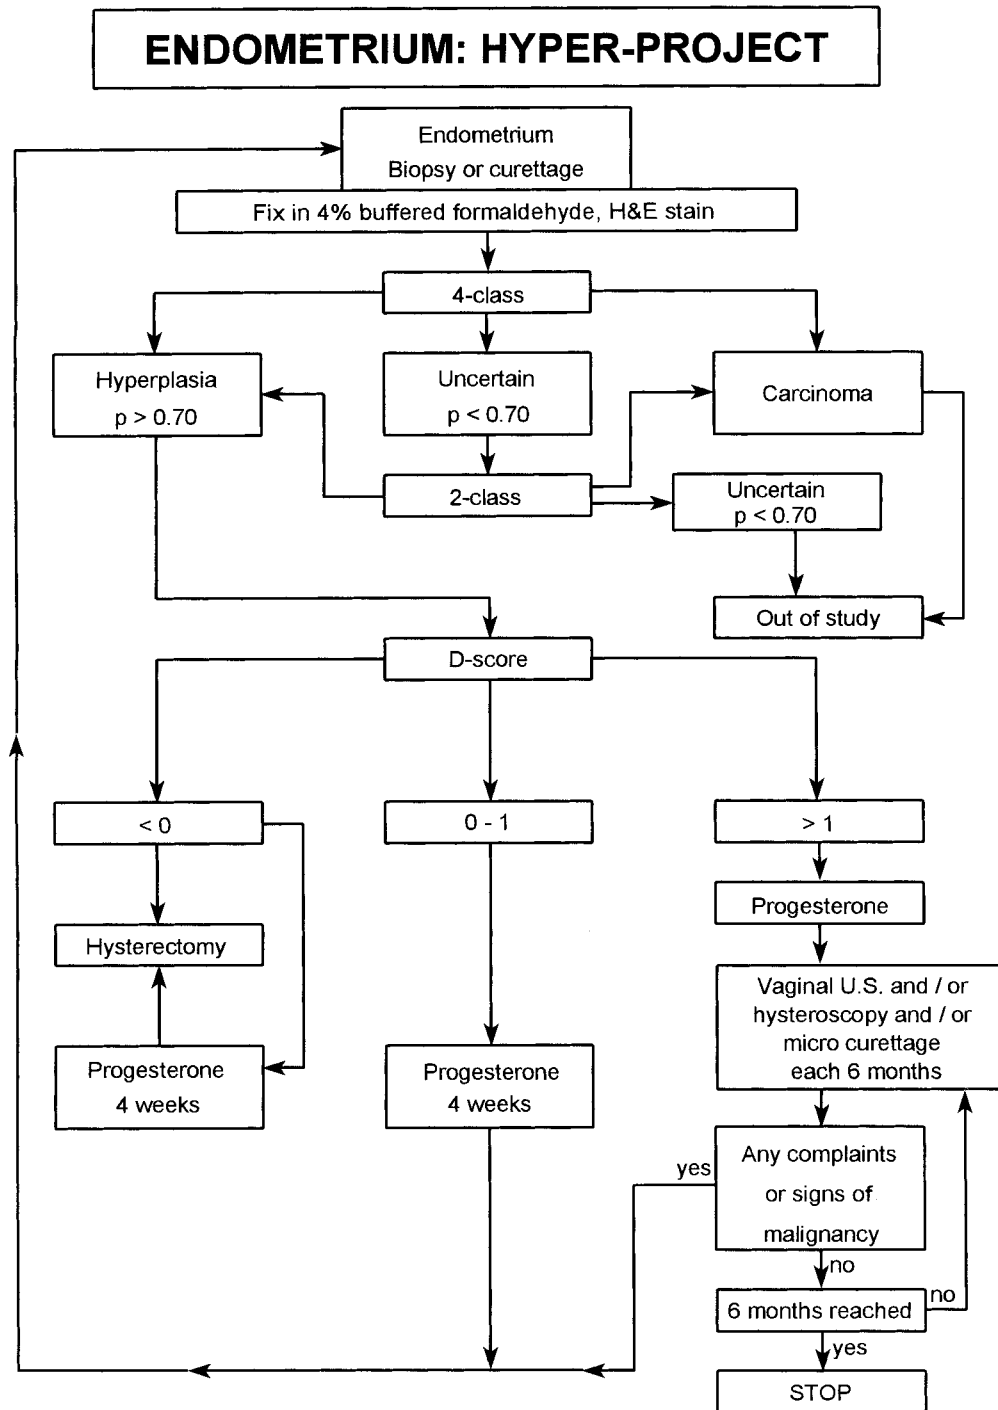 ENDOMETRIUM: HYPER-PROJECT
Endometrium
Biopsy or curettage
Fix in 4% buffered formaldehyde, H&E stain
4-class
Hyperplasia
p > 0.70
Uncertain
p < 0.70
Carcinoma
2-class
Uncertain
p < 0.70
Out of study
D-score
< 0
0 - 1
> 1
Progesterone
Hysterectomy
Vaginal U.S. and / or
hysteroscopy and / or
micro curettage
each 6 months
Progesterone
4 weeks
Progesterone
4 weeks
Any complaints
or signs of
malignancy
yes
no
6 months reached
no
yes
STOP